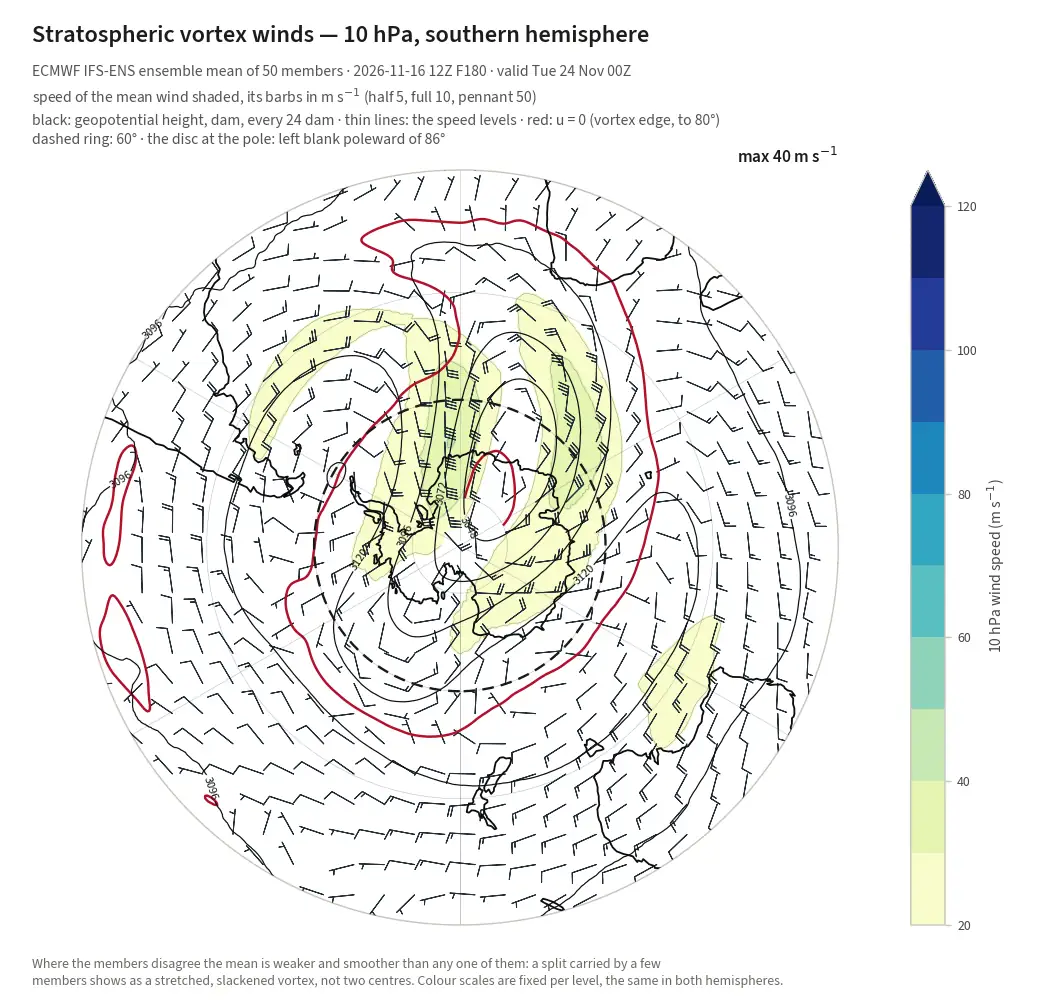 Stratospheric vortex winds — 10 hPa, southern hemisphere
ECMWF IFS-ENS ensemble mean of 50 members · 2026-11-16 12Z F180 · valid Tue 24 Nov 00Z
speed of the mean wind shaded, its barbs in m s⁻¹ (half 5, full 10, pennant 50)
black: geopotential height, dam, every 24 dam · thin lines: the speed levels · red: u = 0 (vortex edge, to 80°)
dashed ring: 60° · the disc at the pole: left blank poleward of 86°
max 40 m s⁻¹
120
100
80
60
40
20
10 hPa wind speed (m s⁻¹)
3096
3096
3096
3096
3072
3120
3120
Where the members disagree the mean is weaker and smoother than any one of them: a split carried by a few
members shows as a stretched, slackened vortex, not two centres. Colour scales are fixed per level, the same in both hemispheres.